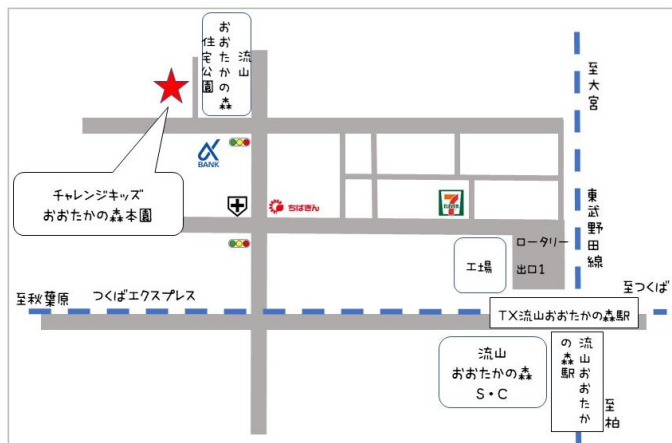 流山
おおたかの森
住宅公園
至大宮
BANK
チャレンジキッズ
おおたかの森本園
ちばぎん
7
ELEVEN
東武野田線
ロータリー
出口1
工場
至秋葉原
つくばエクスプレス
至つくば
TX流山おおたかの森駅
流山
おおたかの森
S・C
流山おおたか
の森駅
至柏